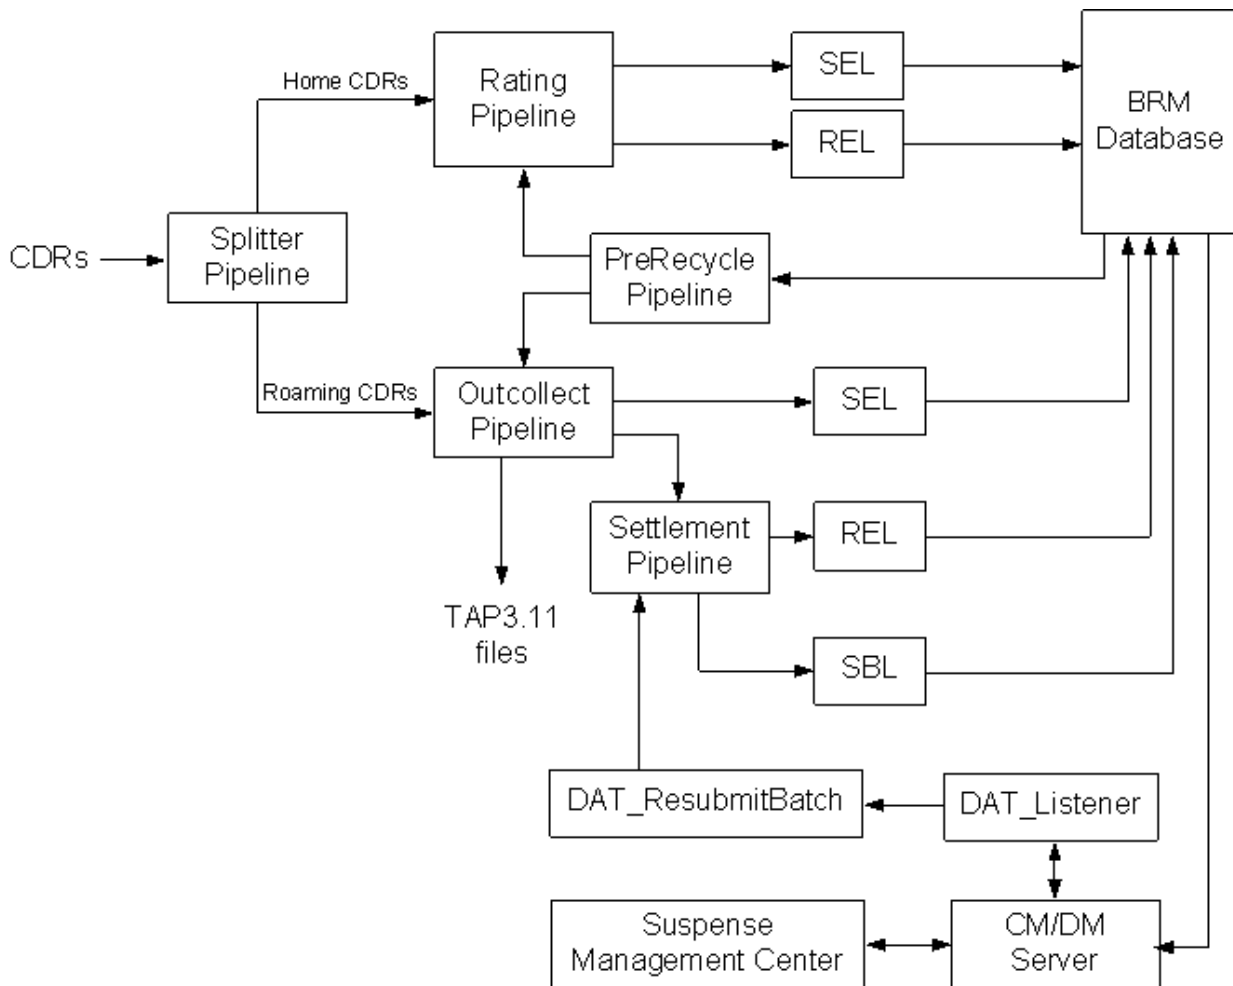 Home CDRs
Rating
Pipeline
SEL
REL
BRM
Database
CDRs
Splitter
Pipeline
PreRecycle
Pipeline
Roaming CDRs
Outcollect
Pipeline
SEL
Settlement
Pipeline
REL
TAP3.11
files
SBL
DAT_ResubmitBatch
DAT_Listener
Suspense
Management Center
CM/DM
Server